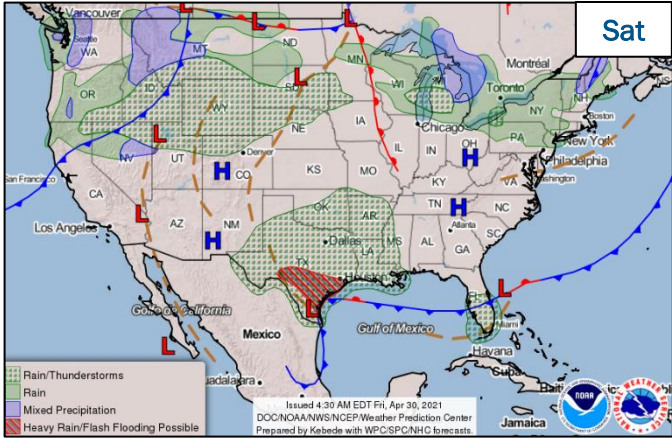 Sat
Vancouver
Seattle
WA
MT
ND
MN
Montréal
OR
ID
WY
SD
WI
Toronto
NY
NH
Boston
IA
Chicago
PA
New York
Philadelphia
Washington
NV
UT
Denver
CO
NE
KS
MO
IL
IN
OH
KY
VA
San Francisco
CA
Los Angeles
AZ
NM
OK
AR
TN
NC
SC
Atlanta
MS
AL
GA
Dallas
TX
LA
Houston
FL
Miami
Golfo de California
Mexico
Gulf of Mexico
Havana
Cuba
Guadalajara
Jamaica
H
H
H
H
L
L
L
L
L
L
L
L
L
Rain/Thunderstorms
Rain
Mixed Precipitation
Heavy Rain/Flash Flooding Possible
Issued 4:30 AM EDT Fri, Apr 30, 2021
DOC/NOAA/NWS/NCEP/Weather Prediction Center
Prepared by Kebede with WPC/SPC/NHC forecasts.
NOAA
NATIONAL WEATHER SERVICE